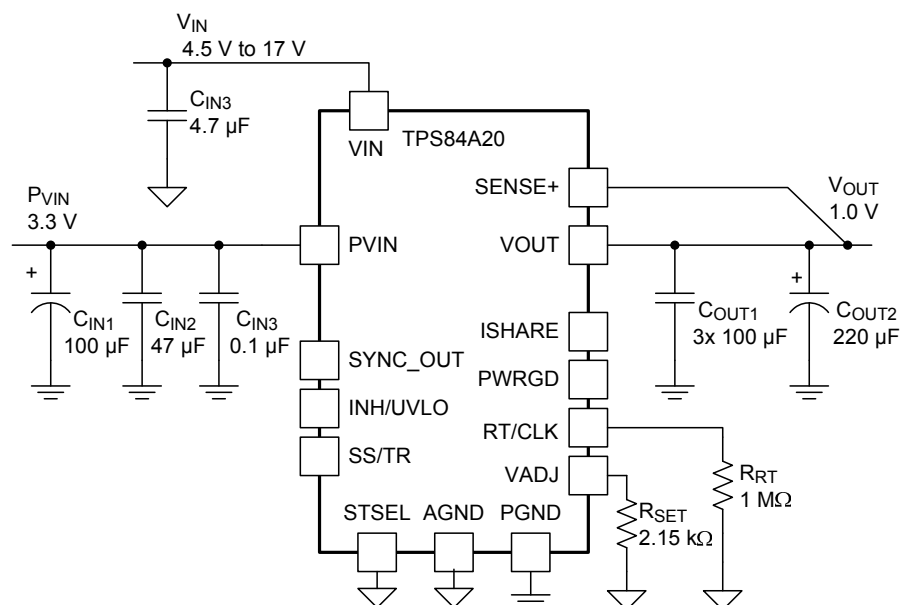 VIN
4.5 V to 17 V
CIN3
4.7 µF
VIN
TPS84A20
SENSE+
VOUT
1.0 V
PVIN
3.3 V
PVIN
VOUT
+
CIN1
100 µF
CIN2
47 µF
CIN3
0.1 µF
COUT1
3x 100 µF
+
COUT2
220 µF
ISHARE
SYNC_OUT
PWRGD
INH/UVLO
RT/CLK
SS/TR
VADJ
RRT
1 MΩ
RSET
2.15 kΩ
STSEL
AGND
PGND